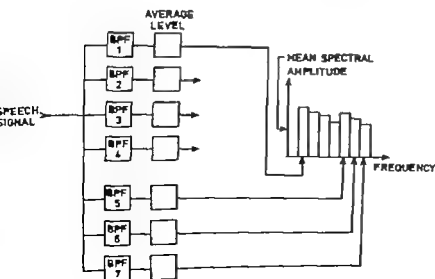 AVERAGE
LEVEL
BPF
1
BPF
2
BPF
3
BPF
4
BPF
5
BPF
6
BPF
7
SPEECH
SIGNAL
MEAN SPECTRAL
AMPLITUDE
FREQUENCY